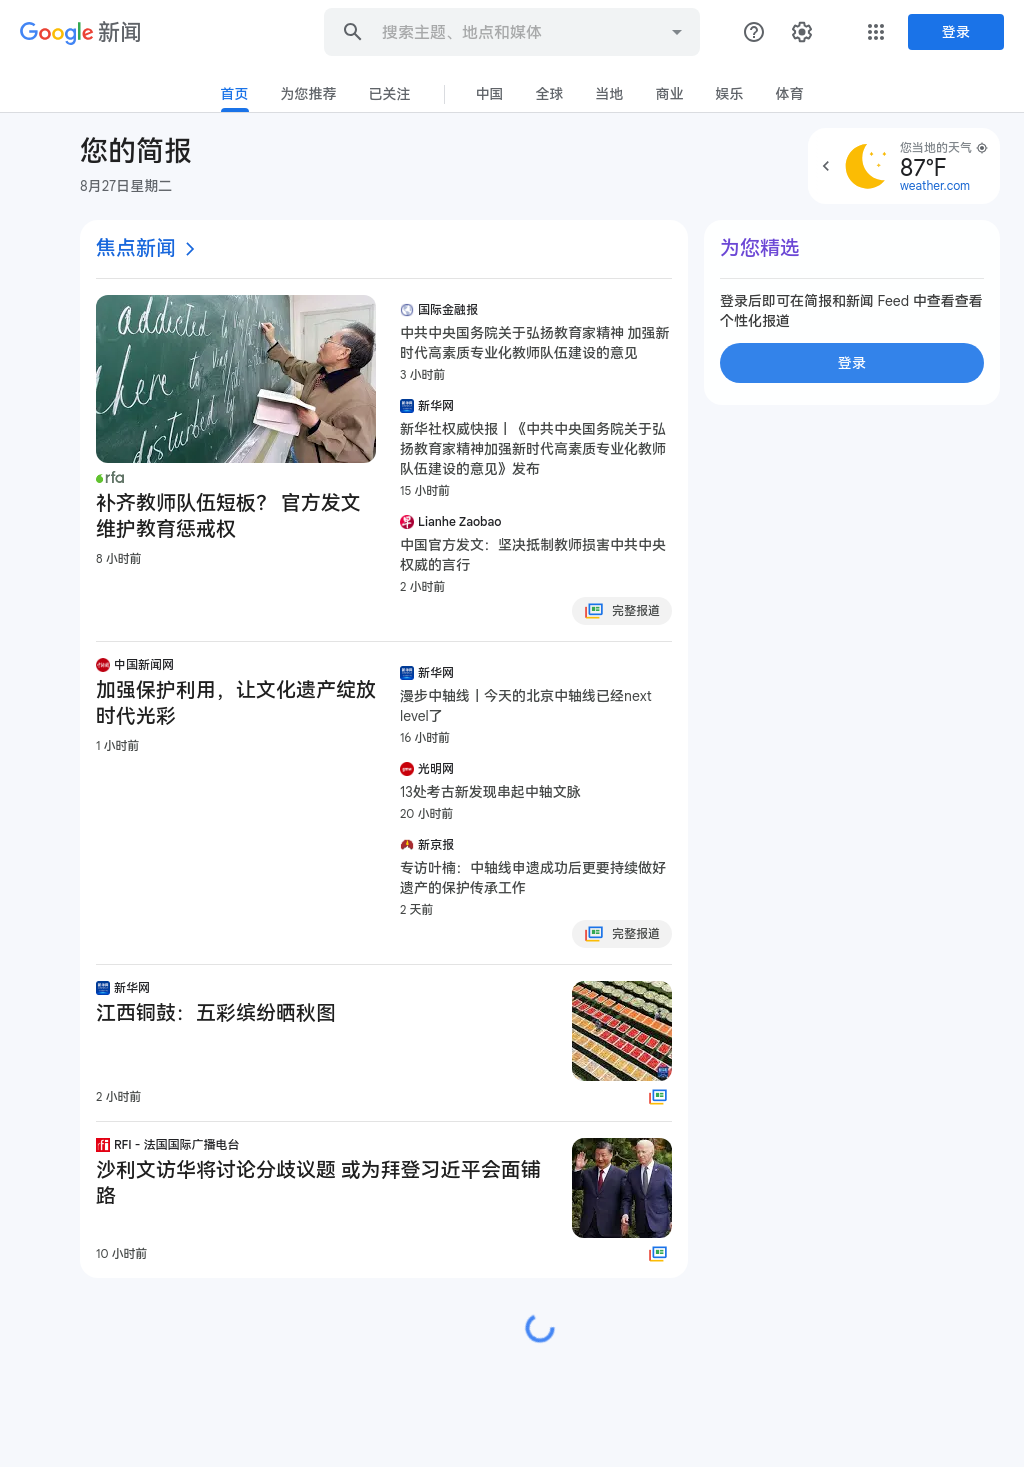 Google 新闻
搜索主题、地点和媒体
登录
首页 为您推荐 已关注 中国 全球 当地 商业 娱乐 体育
您的简报
8月27日星期二
您当地的天气
87°F
weather.com
焦点新闻
addicted
here to
disturbed by
rfa
补齐教师队伍短板？ 官方发文
维护教育惩戒权
8 小时前
国际金融报
中共中央国务院关于弘扬教育家精神 加强新
时代高素质专业化教师队伍建设的意见
3 小时前
新华网
新华社权威快报丨《中共中央国务院关于弘
扬教育家精神加强新时代高素质专业化教师
队伍建设的意见》发布
15 小时前
Lianhe Zaobao
中国官方发文：坚决抵制教师损害中共中央
权威的言行
2 小时前
完整报道
中国新闻网
加强保护利用，让文化遗产绽放
时代光彩
1 小时前
新华网
漫步中轴线丨今天的北京中轴线已经next
level了
16 小时前
光明网
13处考古新发现串起中轴文脉
20 小时前
新京报
专访叶楠：中轴线申遗成功后更要持续做好
遗产的保护传承工作
2 天前
完整报道
新华网
江西铜鼓：五彩缤纷晒秋图
2 小时前
RFI - 法国国际广播电台
沙利文访华将讨论分歧议题 或为拜登习近平会面铺
路
10 小时前
为您精选
登录后即可在简报和新闻 Feed 中查看查看
个性化报道
登录